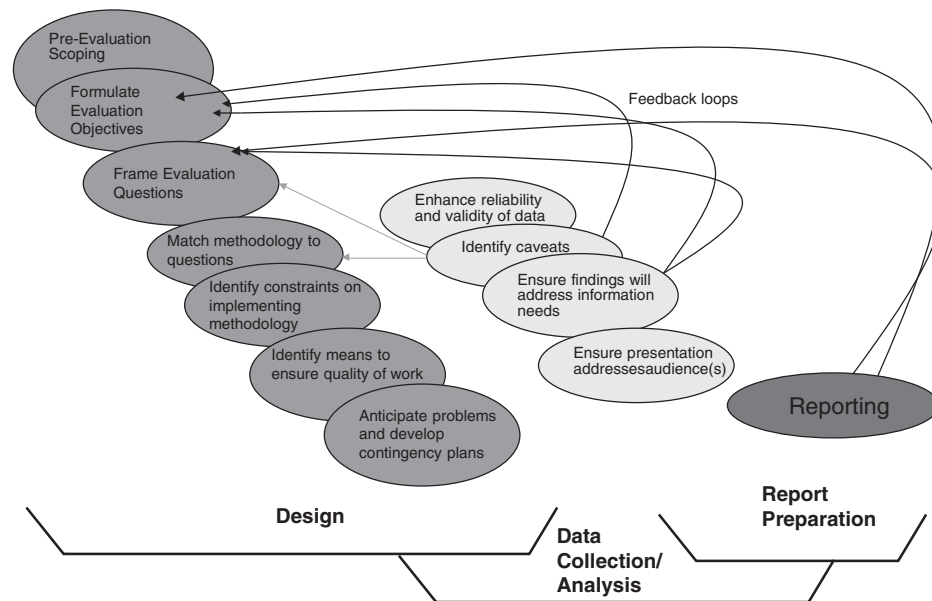 Pre-Evaluation
Scoping
Formulate
Evaluation
Objectives
Feedback loops
Frame Evaluation
Questions
Enhance reliability
and validity of data
Match methodology to
questions
Identify caveats
Identify constraints on
implementing
methodology
Ensure findings will
address information
needs
Identify means to
ensure quality of work
Ensure presentation
addressesaudience(s)
Anticipate problems
and develop
contingency plans
Reporting
Design
Data
Collection/
Analysis
Report
Preparation